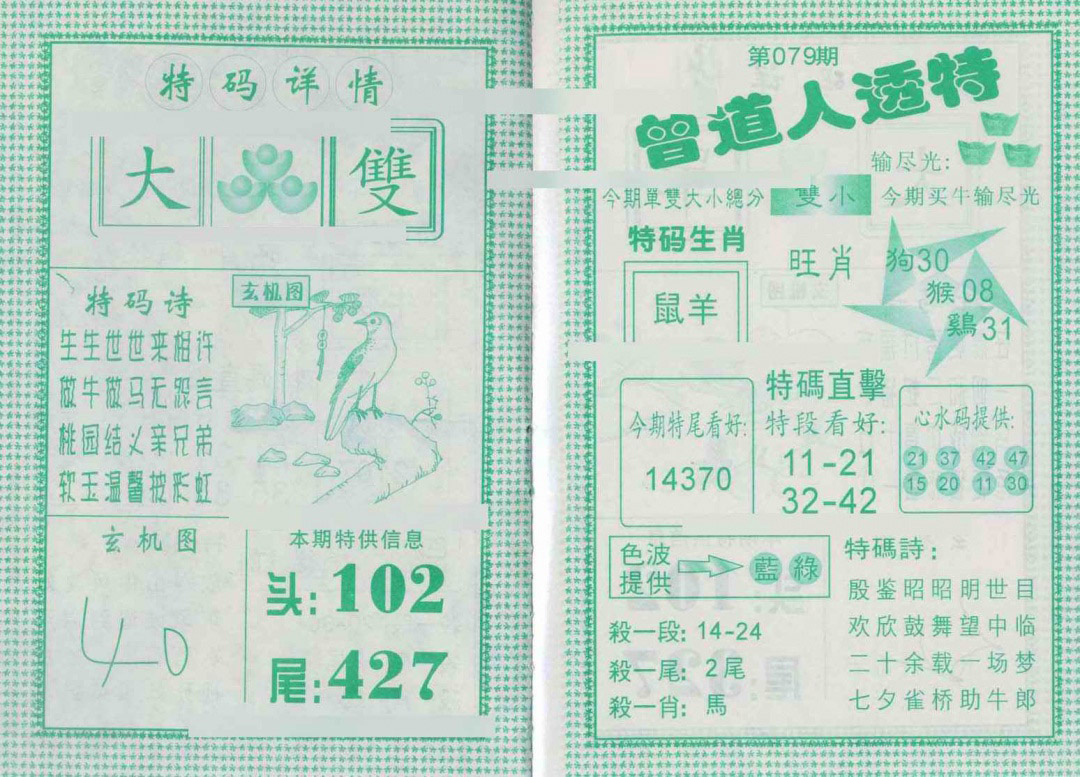 特码详情
大 雙
特码诗
生生世世来相许
做牛做马无怨言
桃园结义亲兄弟
软玉温馨披彩虹
玄机图
玄机图
40
本期特供信息
头:102
尾:427
第079期
曾道人透特
输尽光:
今期單雙大小總分 雙小 今期买牛输尽光
特码生肖
鼠羊
旺肖
狗30
猴08
鷄31
今期特尾看好:
14370
特碼直擊
特段看好:
11-21
32-42
心水码提供:
21 37 42 47
15 20 11 30
色波
提供
藍 綠
殺一段: 14-24
殺一尾: 2尾
殺一肖: 馬
特碼詩:
殷鉴昭昭明世目
欢欣鼓舞望中临
二十余载一场梦
七夕雀桥助牛郎